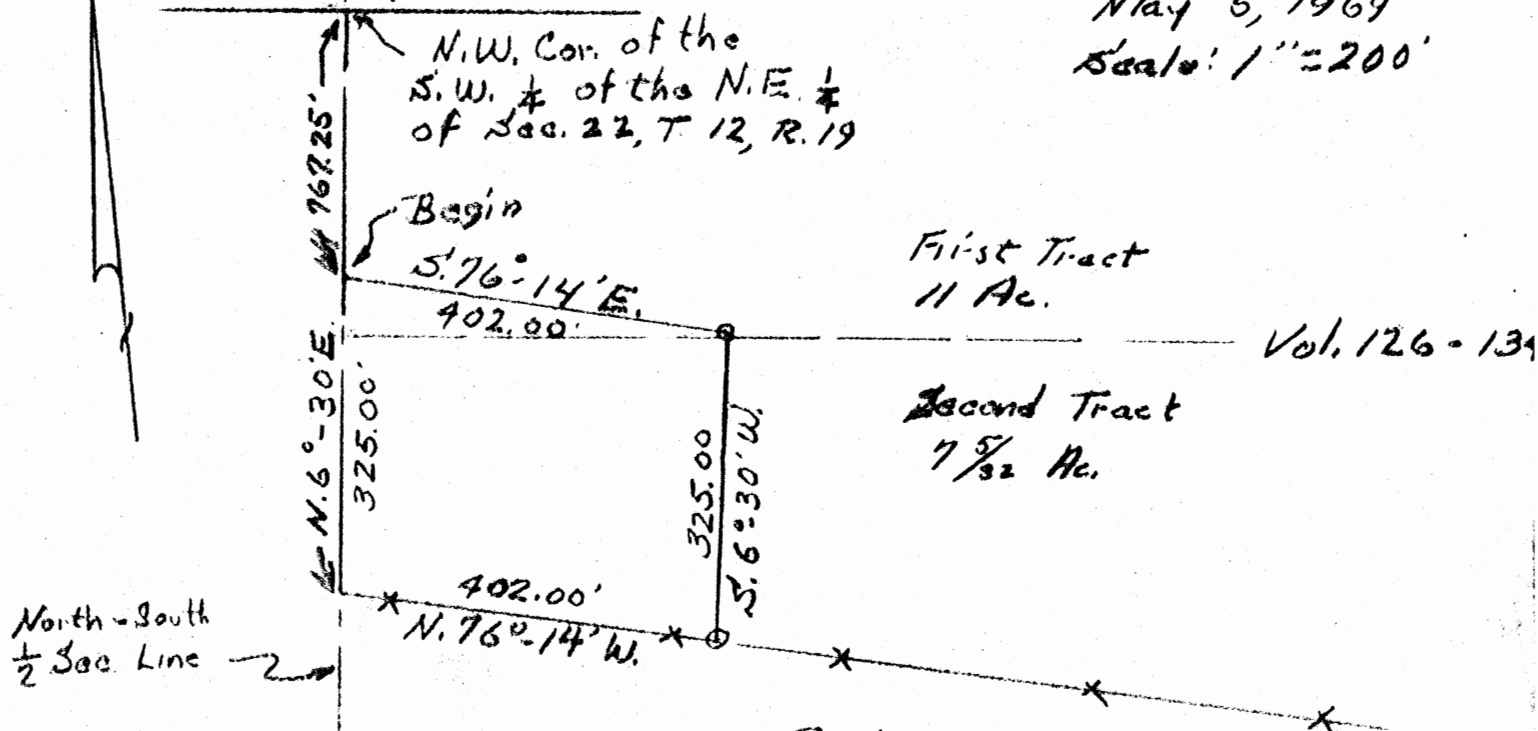 May 5, 1969
Scale: 1"=200'
N.W. Cor. of the
S.W. 1/4 of the N.E. 1/4
of Sec. 22, T 12, R. 19
767.25'
Begin
S. 76°-14' E.
402.00'
First Tract
11 Ac.
Vol. 126 - 13
Second Tract
7 5/32 Ac.
N. 6°-30' E.
325.00'
325.00
S. 6°-30' W.
402.00'
N. 76°-14' W.
North-South
1/2 Sec. Line